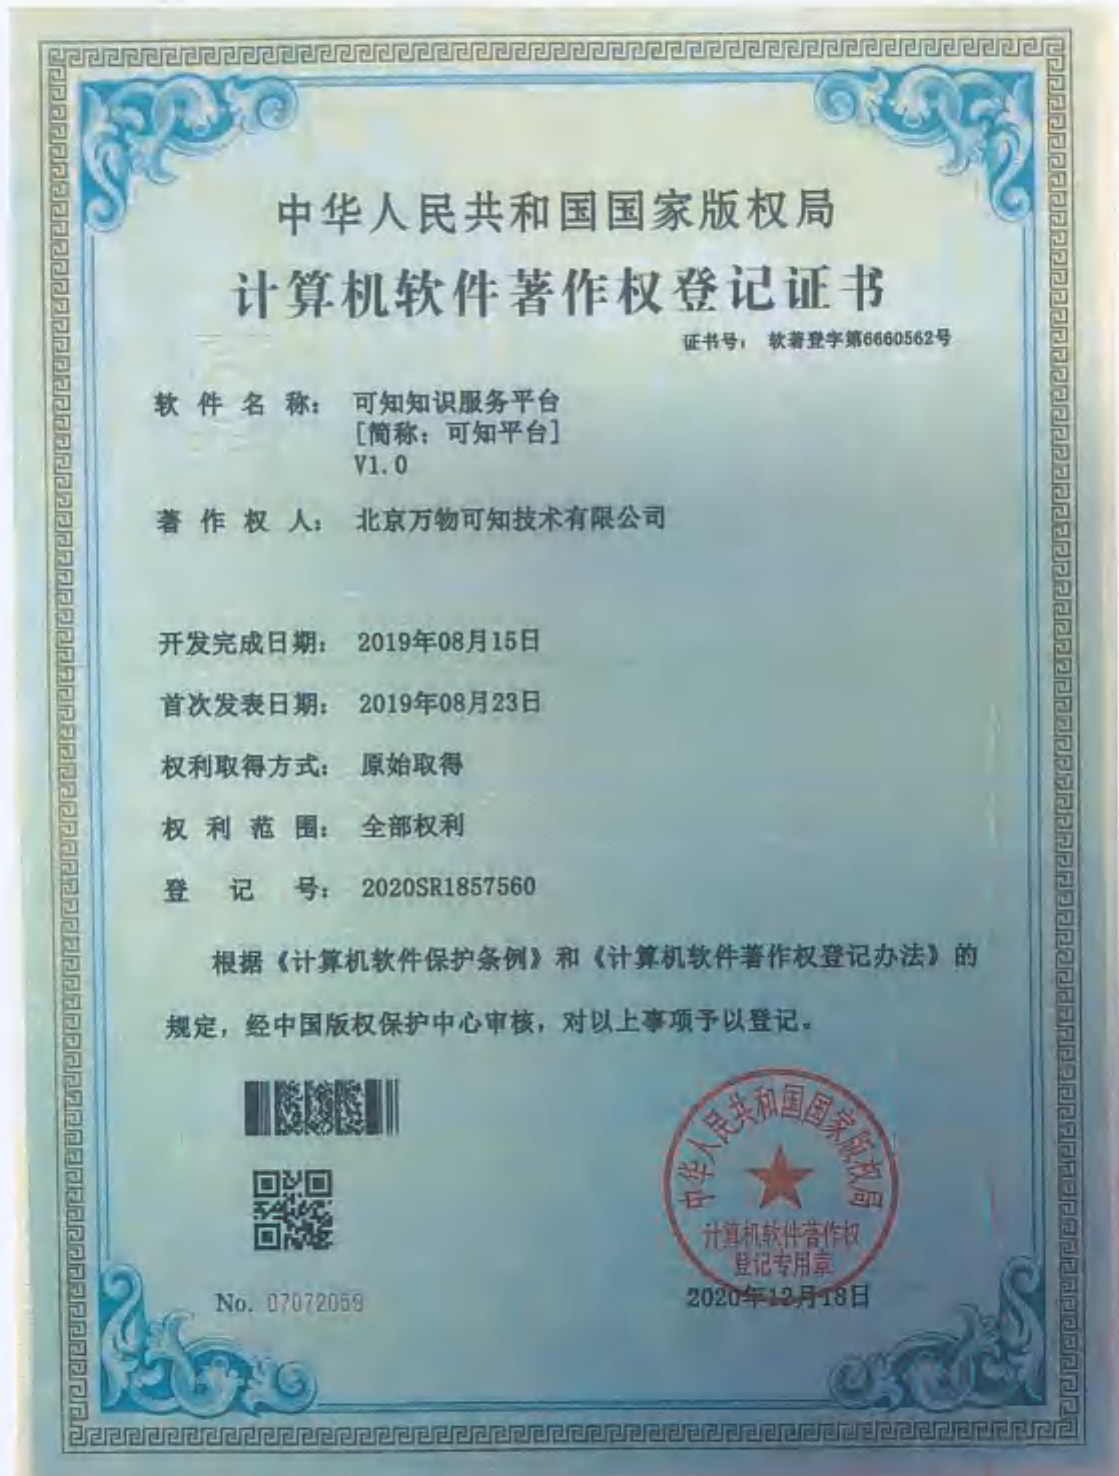 中华人民共和国国家版权局
计算机软件著作权登记证书
证书号： 软著登字第6660562号
软件名称： 可知知识服务平台
[简称：可知平台]
V1.0
著作权人： 北京万物可知技术有限公司
开发完成日期： 2019年08月15日
首次发表日期： 2019年08月23日
权利取得方式： 原始取得
权利范围： 全部权利
登记号： 2020SR1857560
根据《计算机软件保护条例》和《计算机软件著作权登记办法》的
规定，经中国版权保护中心审核，对以上事项予以登记。
中华人民共和国国家版权局
计算机软件著作权
登记专用章
No. 07072059
2020年12月18日